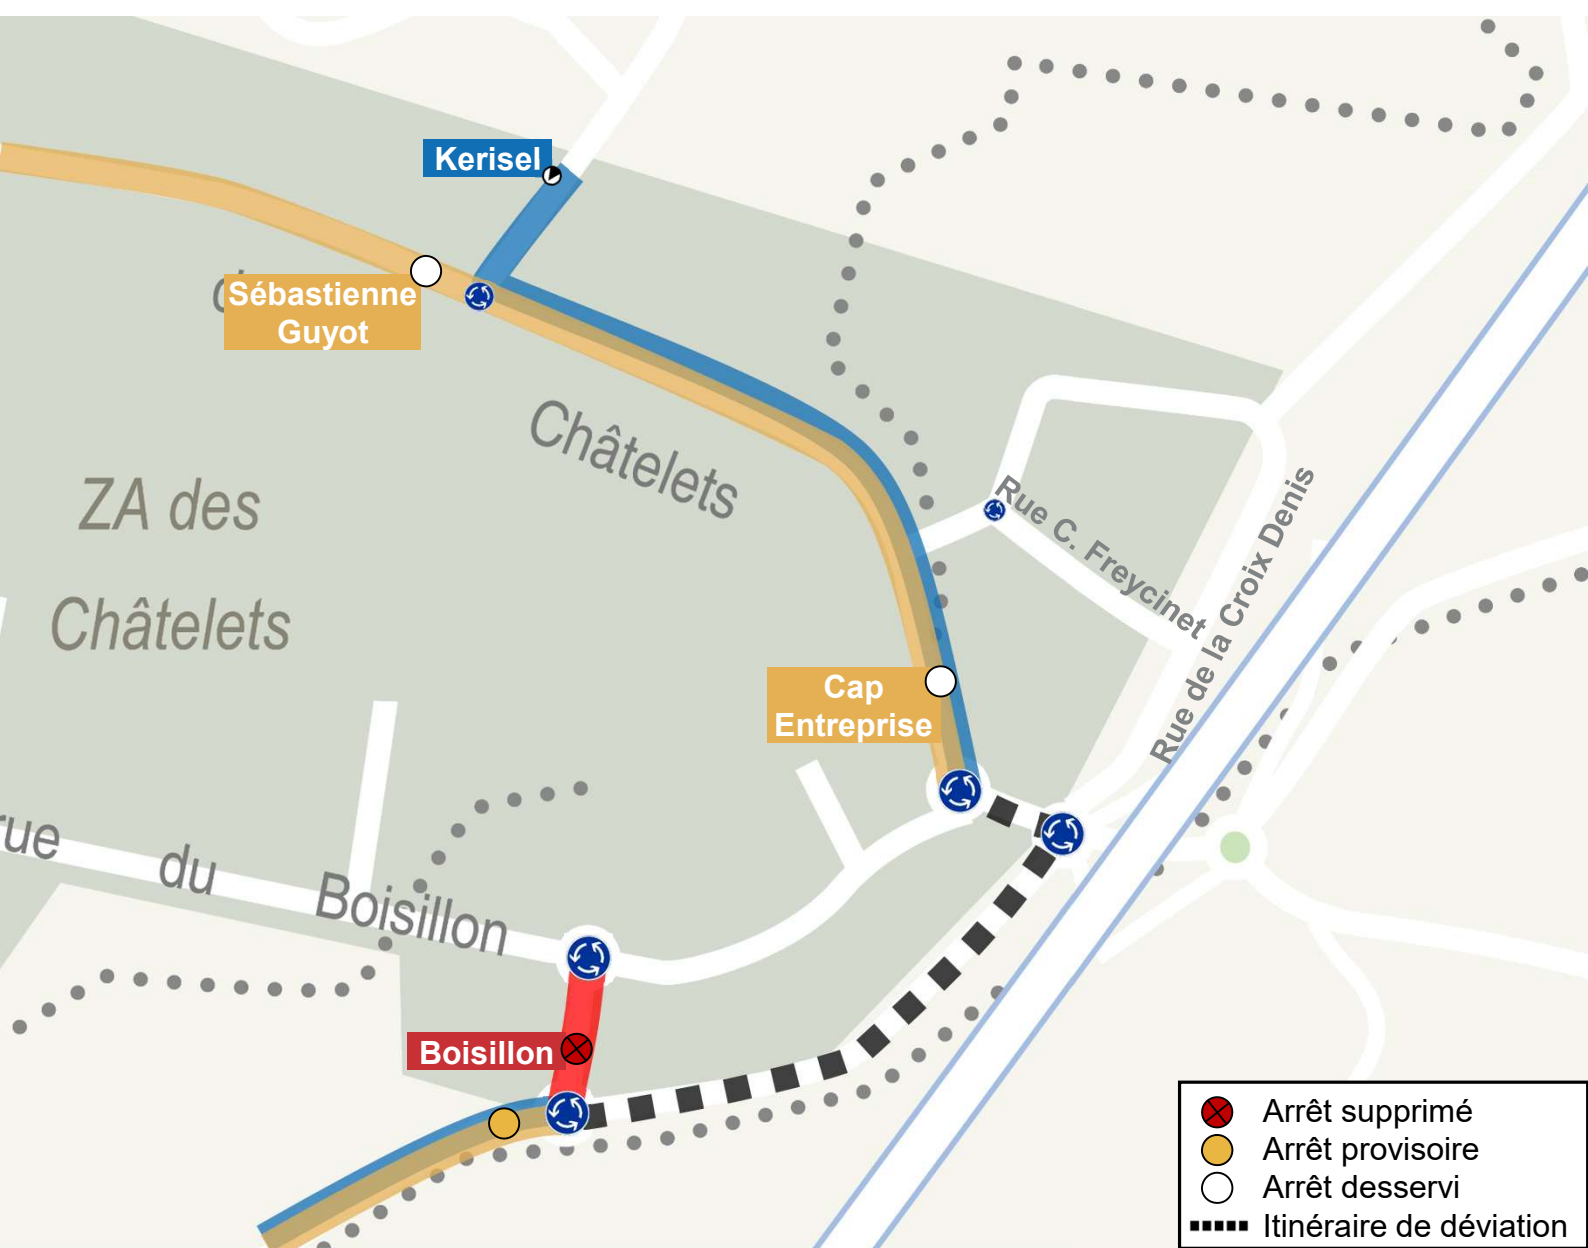 Kerisel
Sébastienne
Guyot
Châtelets
ZA des
Châtelets
Rue C. Freycinet
Rue de la Croix Denis
Cap
Entreprise
rue du Boisillon
Boisillon
Arrêt supprimé
Arrêt provisoire
Arrêt desservi
Itinéraire de déviation